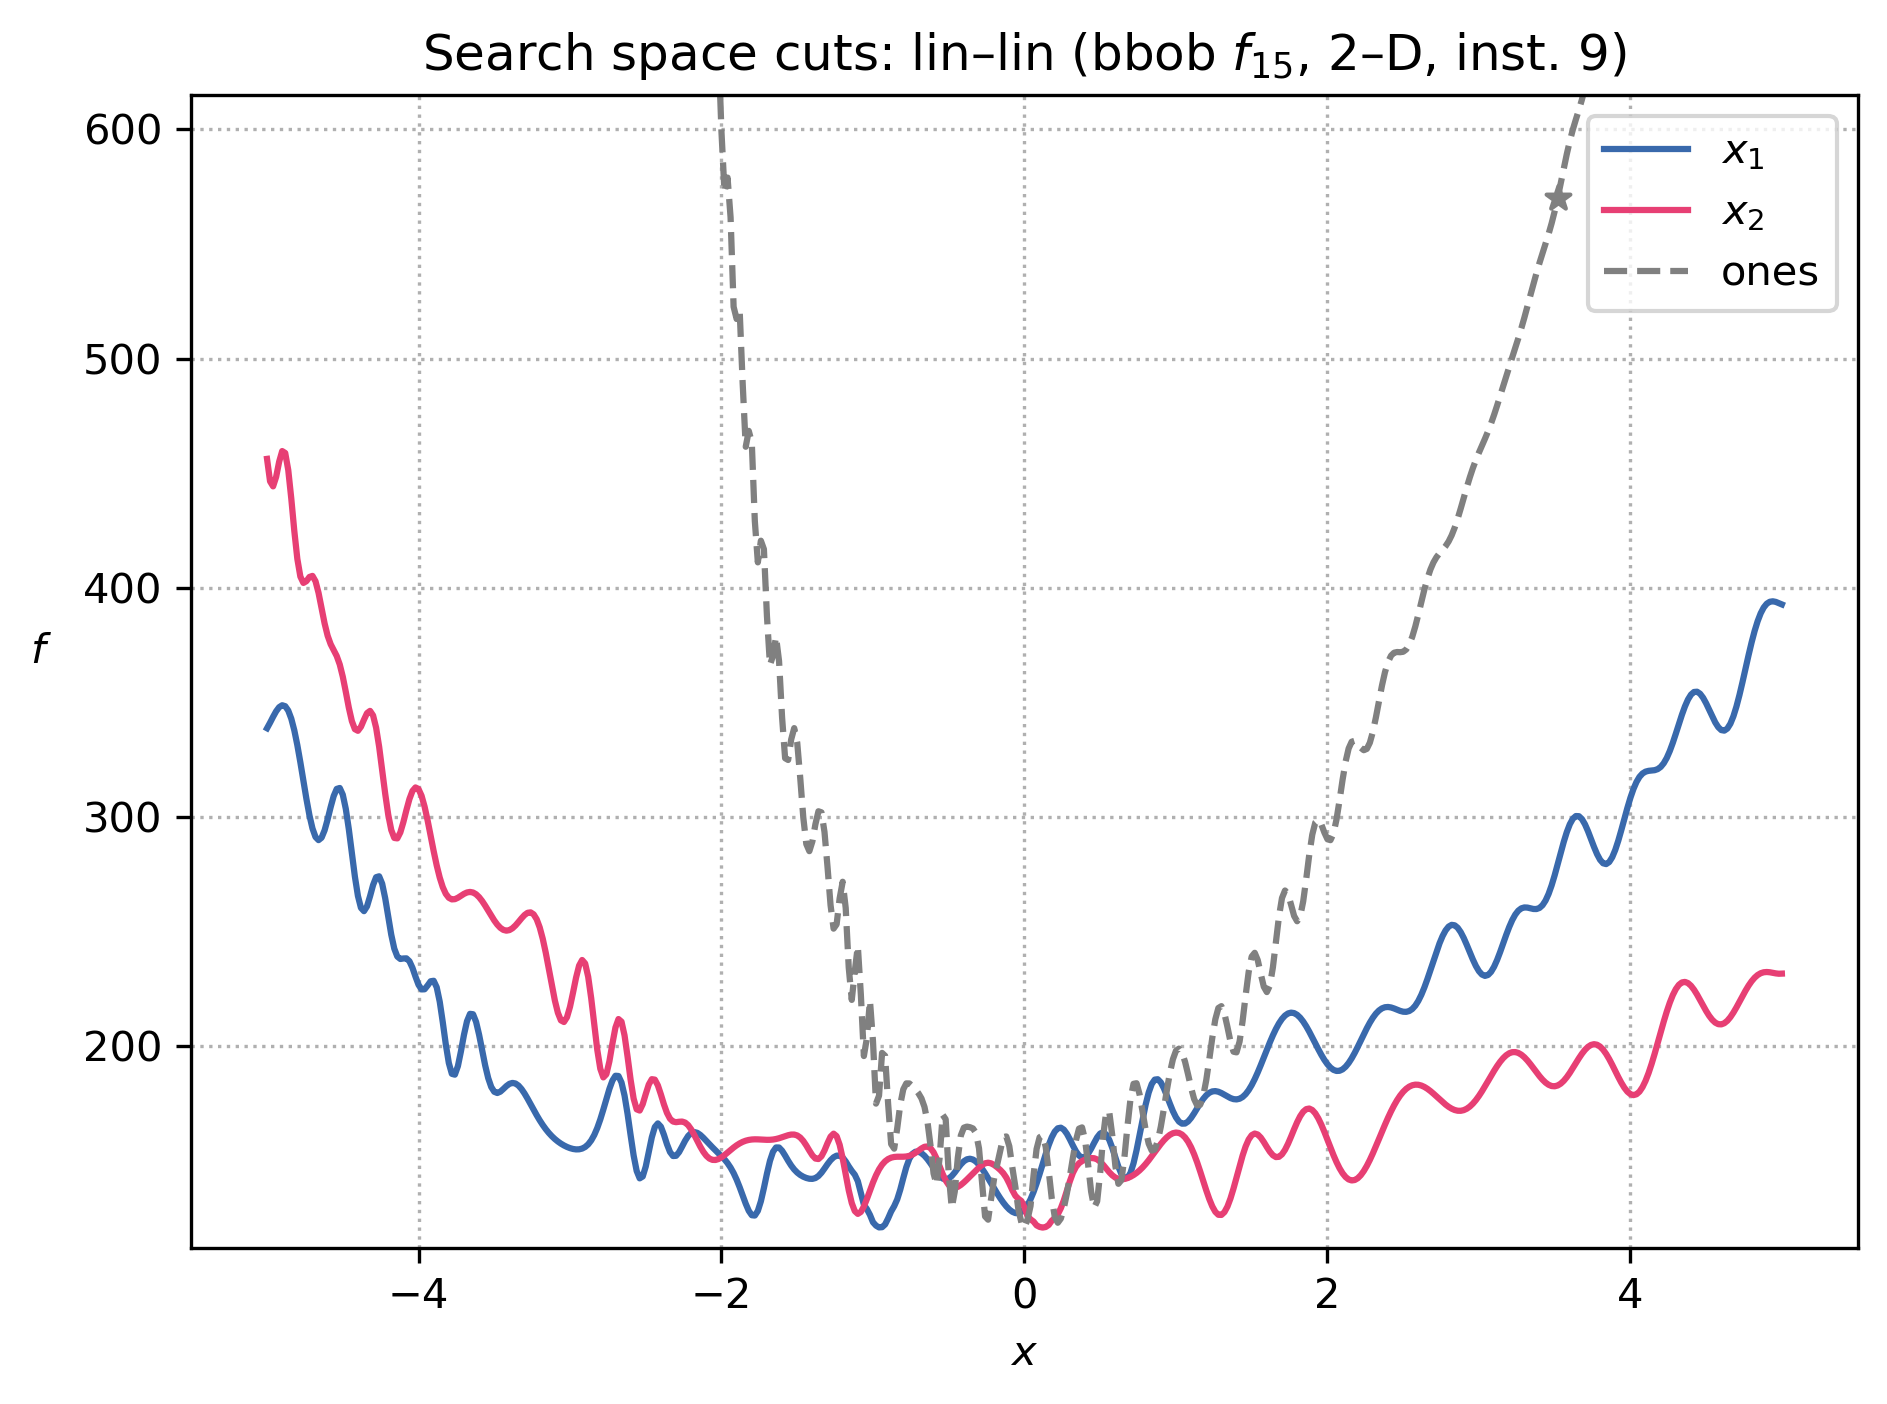 Search space cuts: lin–lin (bbob f₁₅, 2–D, inst. 9)
600
500
400
300
200
f
x₁
x₂
ones
−4
−2
0
2
4
x